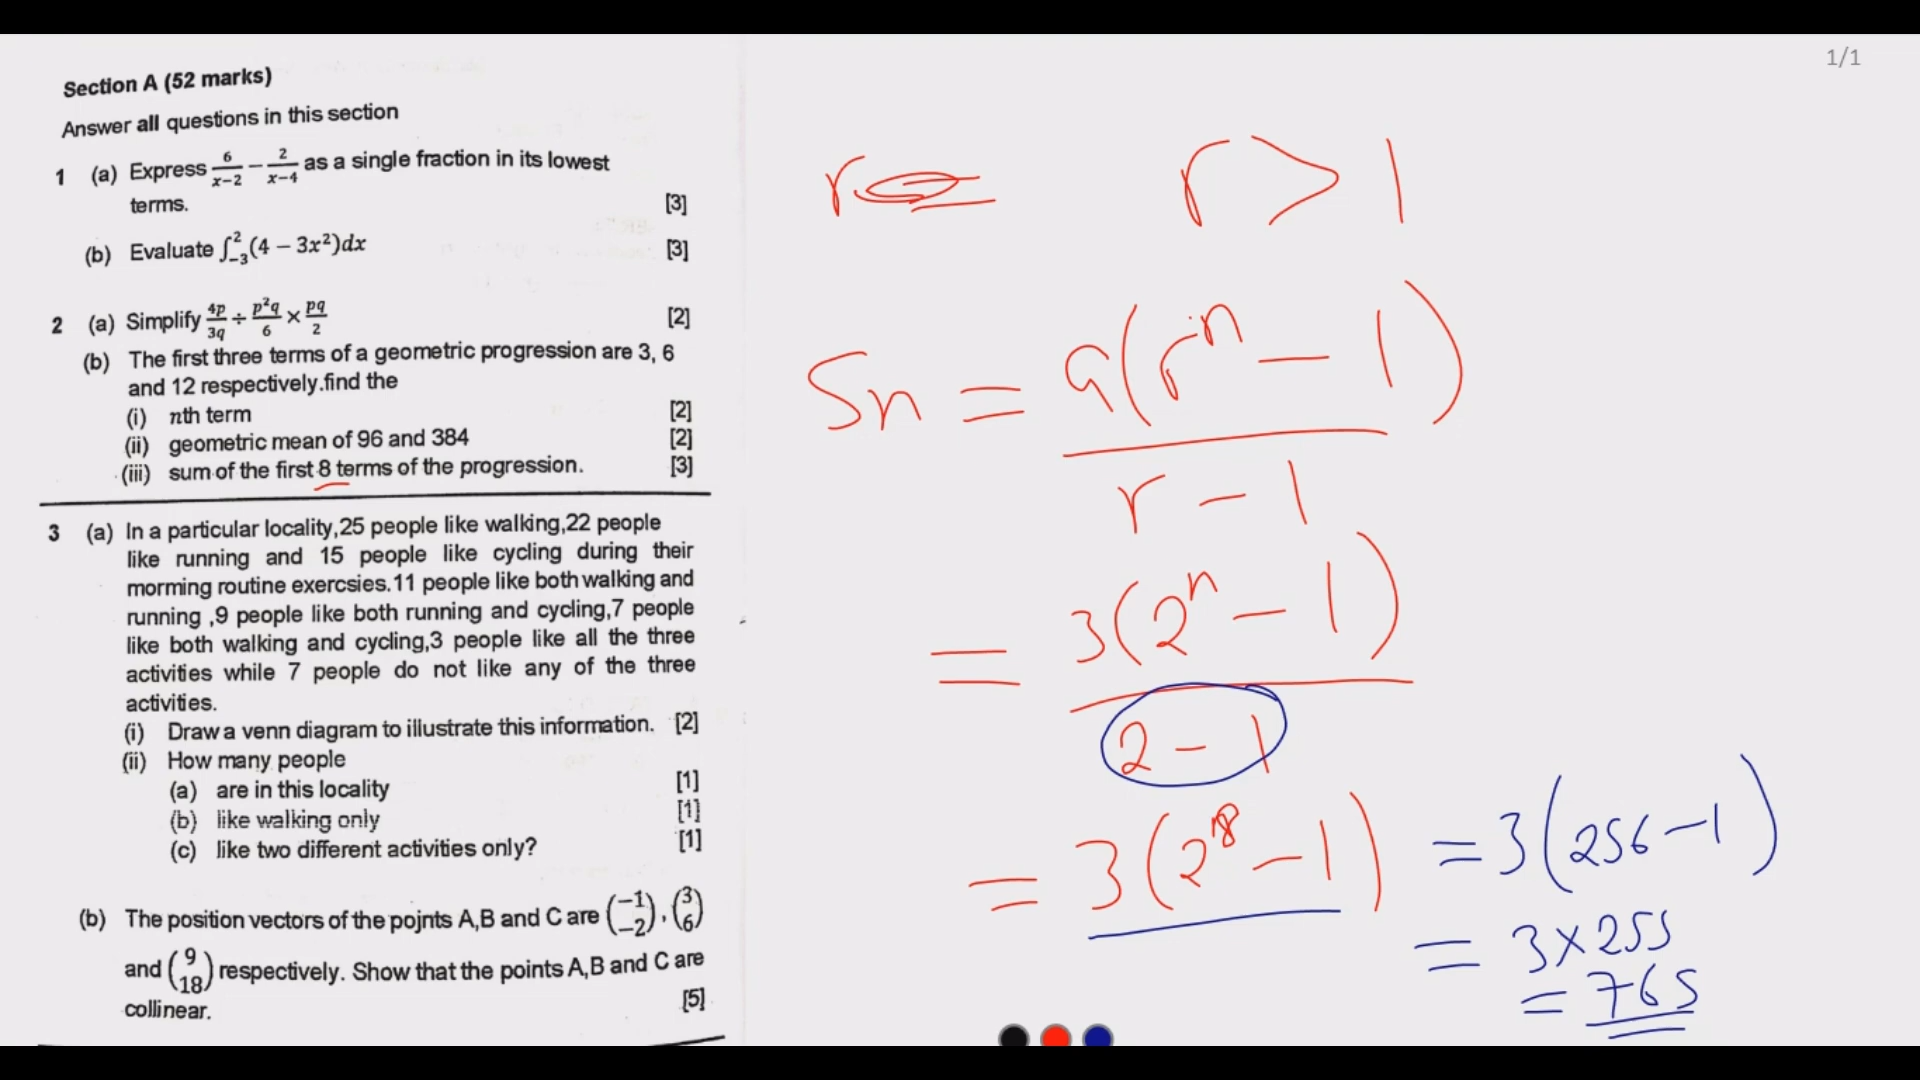 1/1
Section A (52 marks)
Answer all questions in this section
1 (a) Express 6/(x−2) − 2/(x−4) as a single fraction in its lowest
terms. [3]
(b) Evaluate ∫₋₃²(4 − 3x²)dx [3]
2 (a) Simplify 4p/3q ÷ p²q/6 × pq/2 [2]
(b) The first three terms of a geometric progression are 3, 6
and 12 respectively.find the
(i) nth term [2]
(ii) geometric mean of 96 and 384 [2]
(iii) sum of the first 8 terms of the progression. [3]
3 (a) In a particular locality,25 people like walking,22 people
like running and 15 people like cycling during their
morming routine exercsies.11 people like both walking and
running ,9 people like both running and cycling,7 people
like both walking and cycling,3 people like all the three
activities while 7 people do not like any of the three
activities.
(i) Draw a venn diagram to illustrate this information. [2]
(ii) How many people
(a) are in this locality [1]
(b) like walking only [1]
(c) like two different activities only? [1]
(b) The position vectors of the pojnts A,B and C are (−1 −2), (3 6)
and (9 18) respectively. Show that the points A,B and C are
collinear. [5]
r =
r > 1
Sn = a(rⁿ − 1)
r − 1
= 3(2ⁿ − 1)
2 − 1
= 3(2⁸ − 1)
= 3(256 − 1)
= 3 × 255
= 765